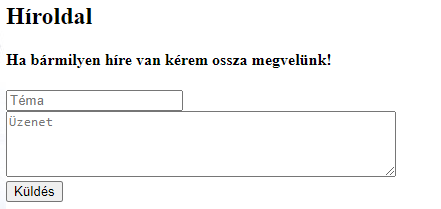 Híroldal
Ha bármilyen híre van kérem ossza megvelünk!
Téma
Üzenet
Küldés